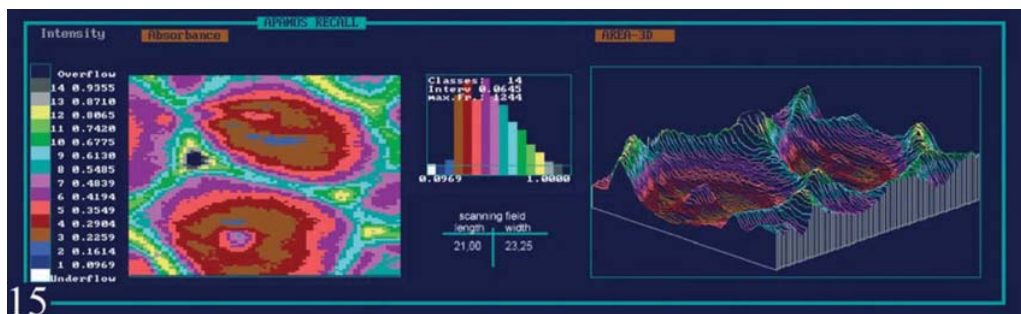 APAMOS RECALL
Intensity
Absorbance
AREA-3D
Overflow
14 0.9355
13 0.8710
12 0.8065
11 0.7420
10 0.6775
9 0.6130
8 0.5485
7 0.4839
6 0.4194
5 0.3549
4 0.2904
3 0.2259
2 0.1614
1 0.0969
Underflow
Classes: 14
Interv 0.0645
max.fr.: 1244
0.0969 1.0000
scanning field
length width
21,00 23,25
15